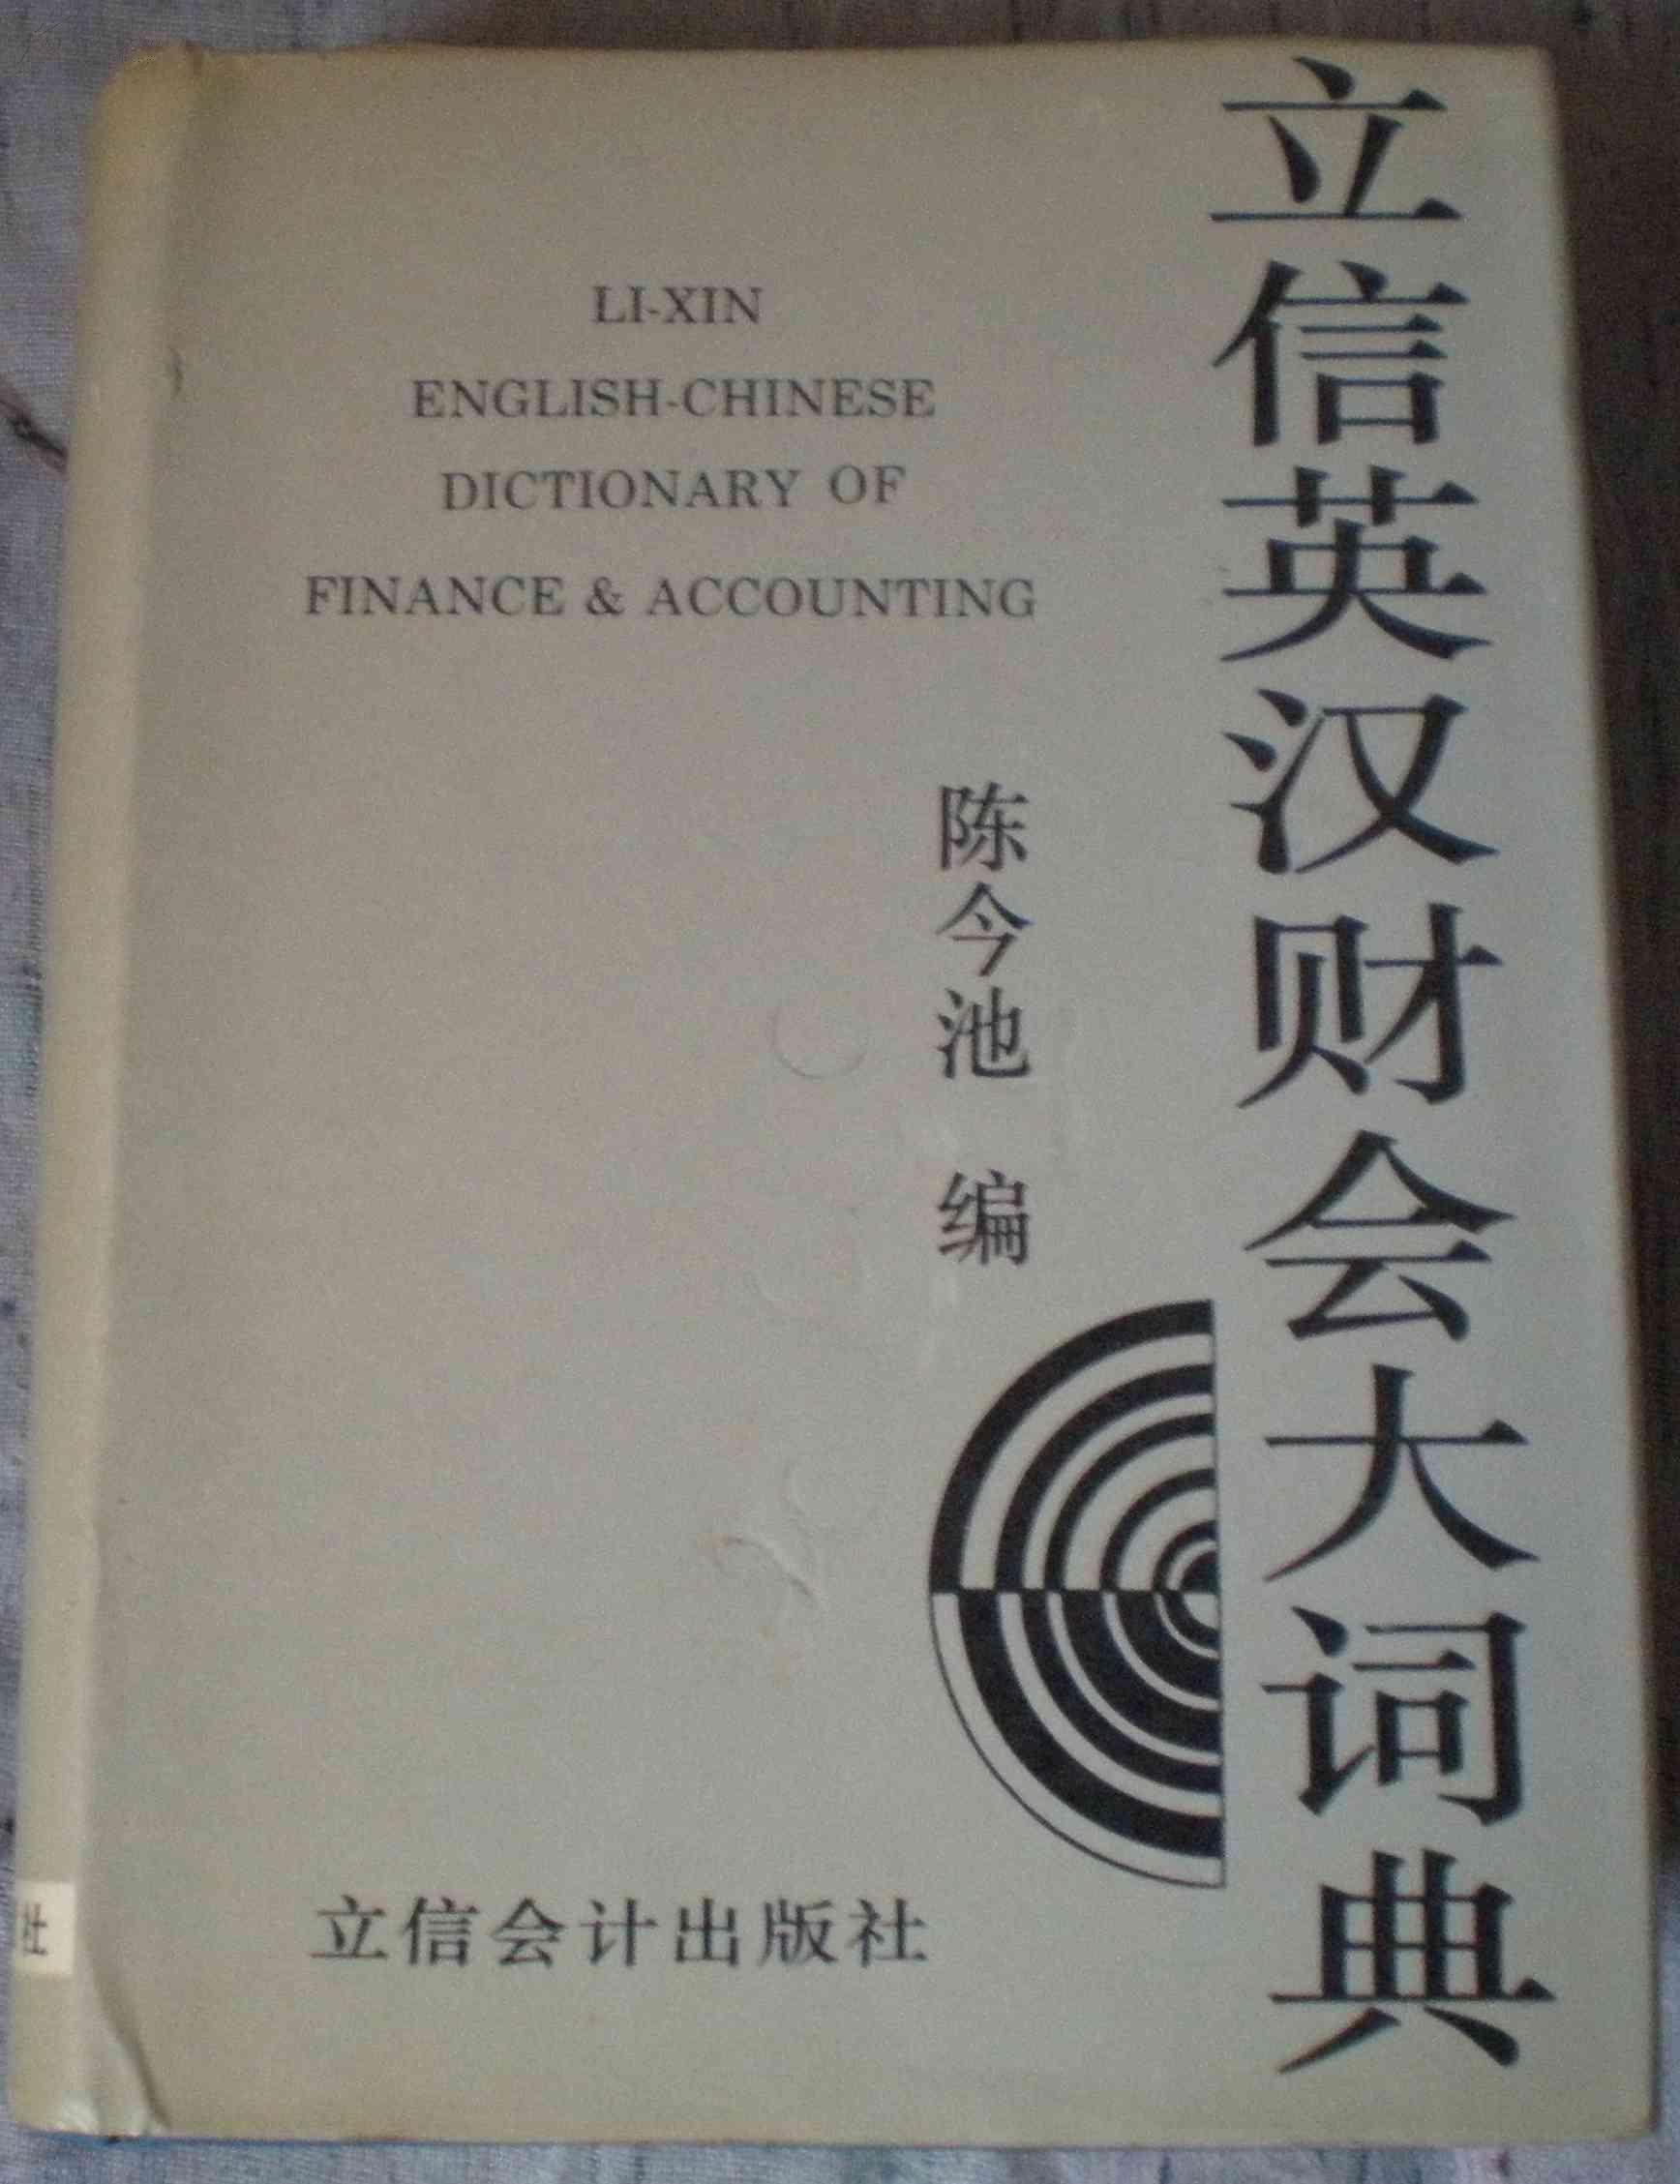 立信英汉财会大词典
LI-XIN
ENGLISH-CHINESE
DICTIONARY OF
FINANCE & ACCOUNTING
陈今池 编
立信会计出版社
社